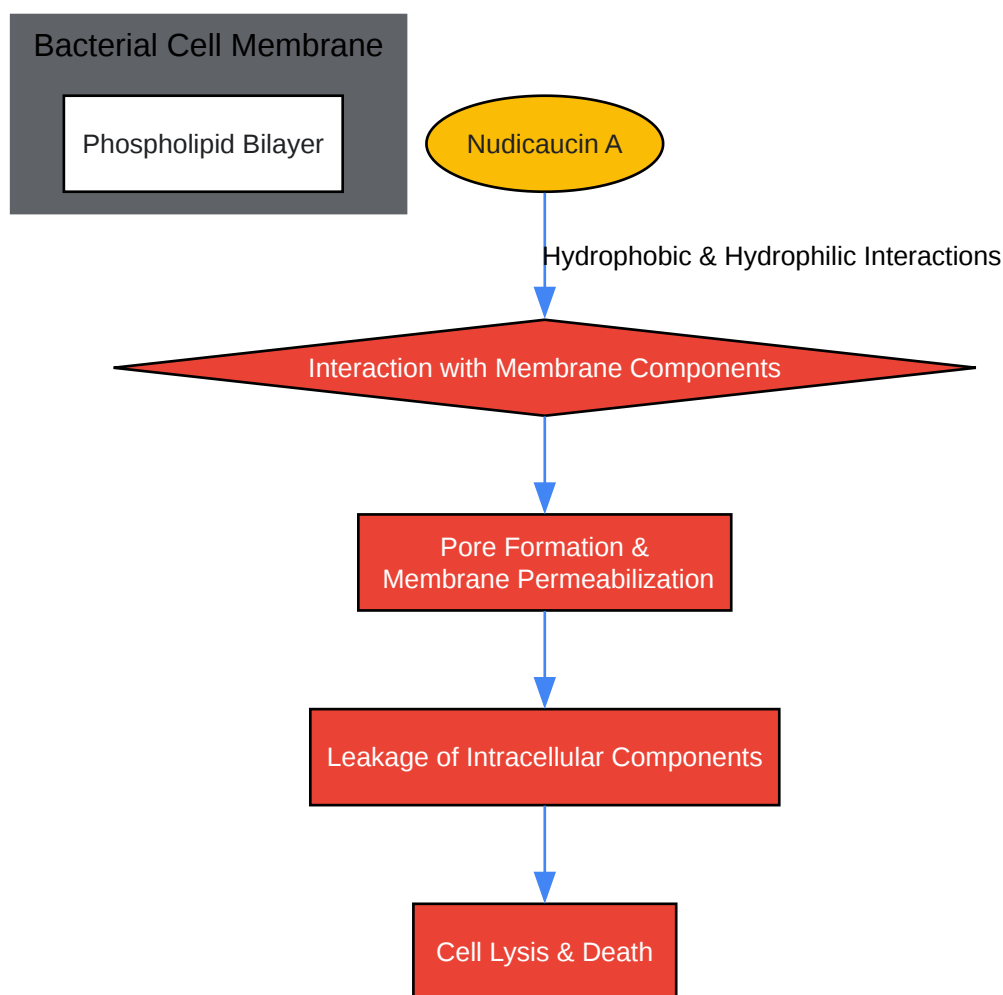 Bacterial Cell Membrane
Phospholipid Bilayer
Nudicaucin A
Hydrophobic & Hydrophilic Interactions
Interaction with Membrane Components
Pore Formation &
Membrane Permeabilization
Leakage of Intracellular Components
Cell Lysis & Death